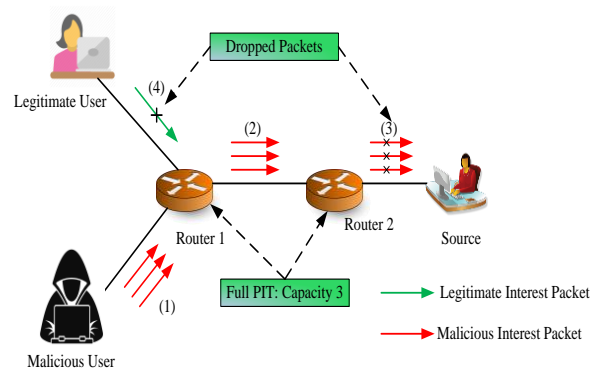 Dropped Packets
(4)
Legitimate User
(2)
(3)
Router 1
Router 2
Source
(1)
Full PIT: Capacity 3
Legitimate Interest Packet
Malicious Interest Packet
Malicious User